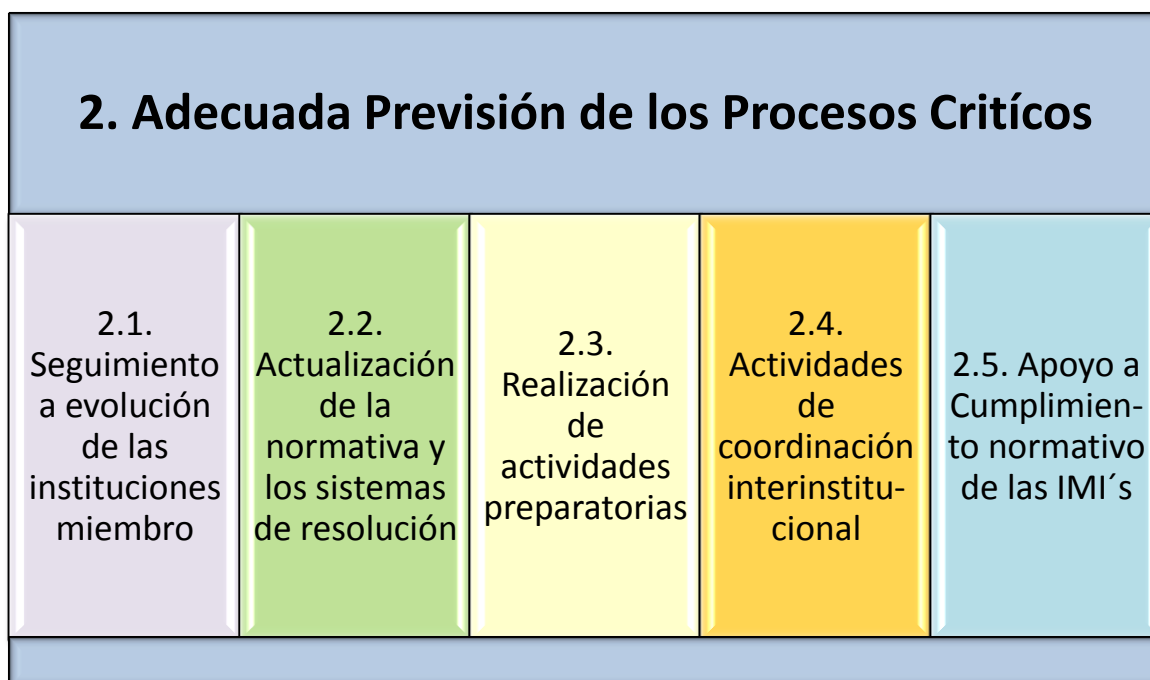 2. Adecuada Previsión de los Procesos Critícos
2.1.
Seguimiento
a evolución
de las
instituciones
miembro
2.2.
Actualización
de la
normativa y
los sistemas
de resolución
2.3.
Realización
de
actividades
preparatorias
2.4.
Actividades
de
coordinación
interinstitu-
cional
2.5. Apoyo a
Cumplimien-
to normativo
de las IMI´s